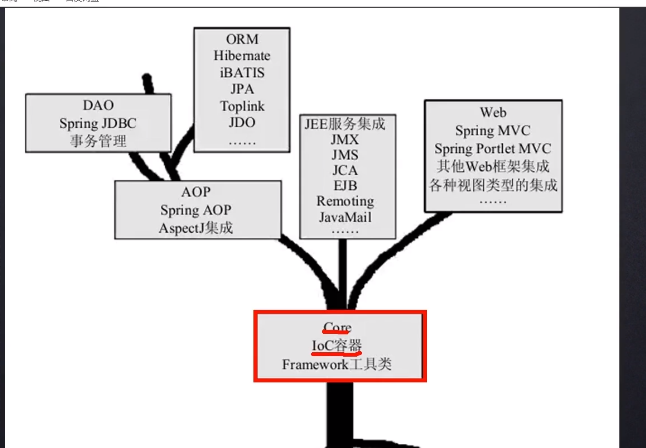 ORM
Hibernate
iBATIS
JPA
Toplink
JDO
……
DAO
Spring JDBC
事务管理
JEE服务集成
JMX
JMS
JCA
EJB
Remoting
JavaMail
……
Web
Spring MVC
Spring Portlet MVC
其他Web框架集成
各种视图类型的集成
……
AOP
Spring AOP
AspectJ集成
Core
IoC容器
Framework工具类